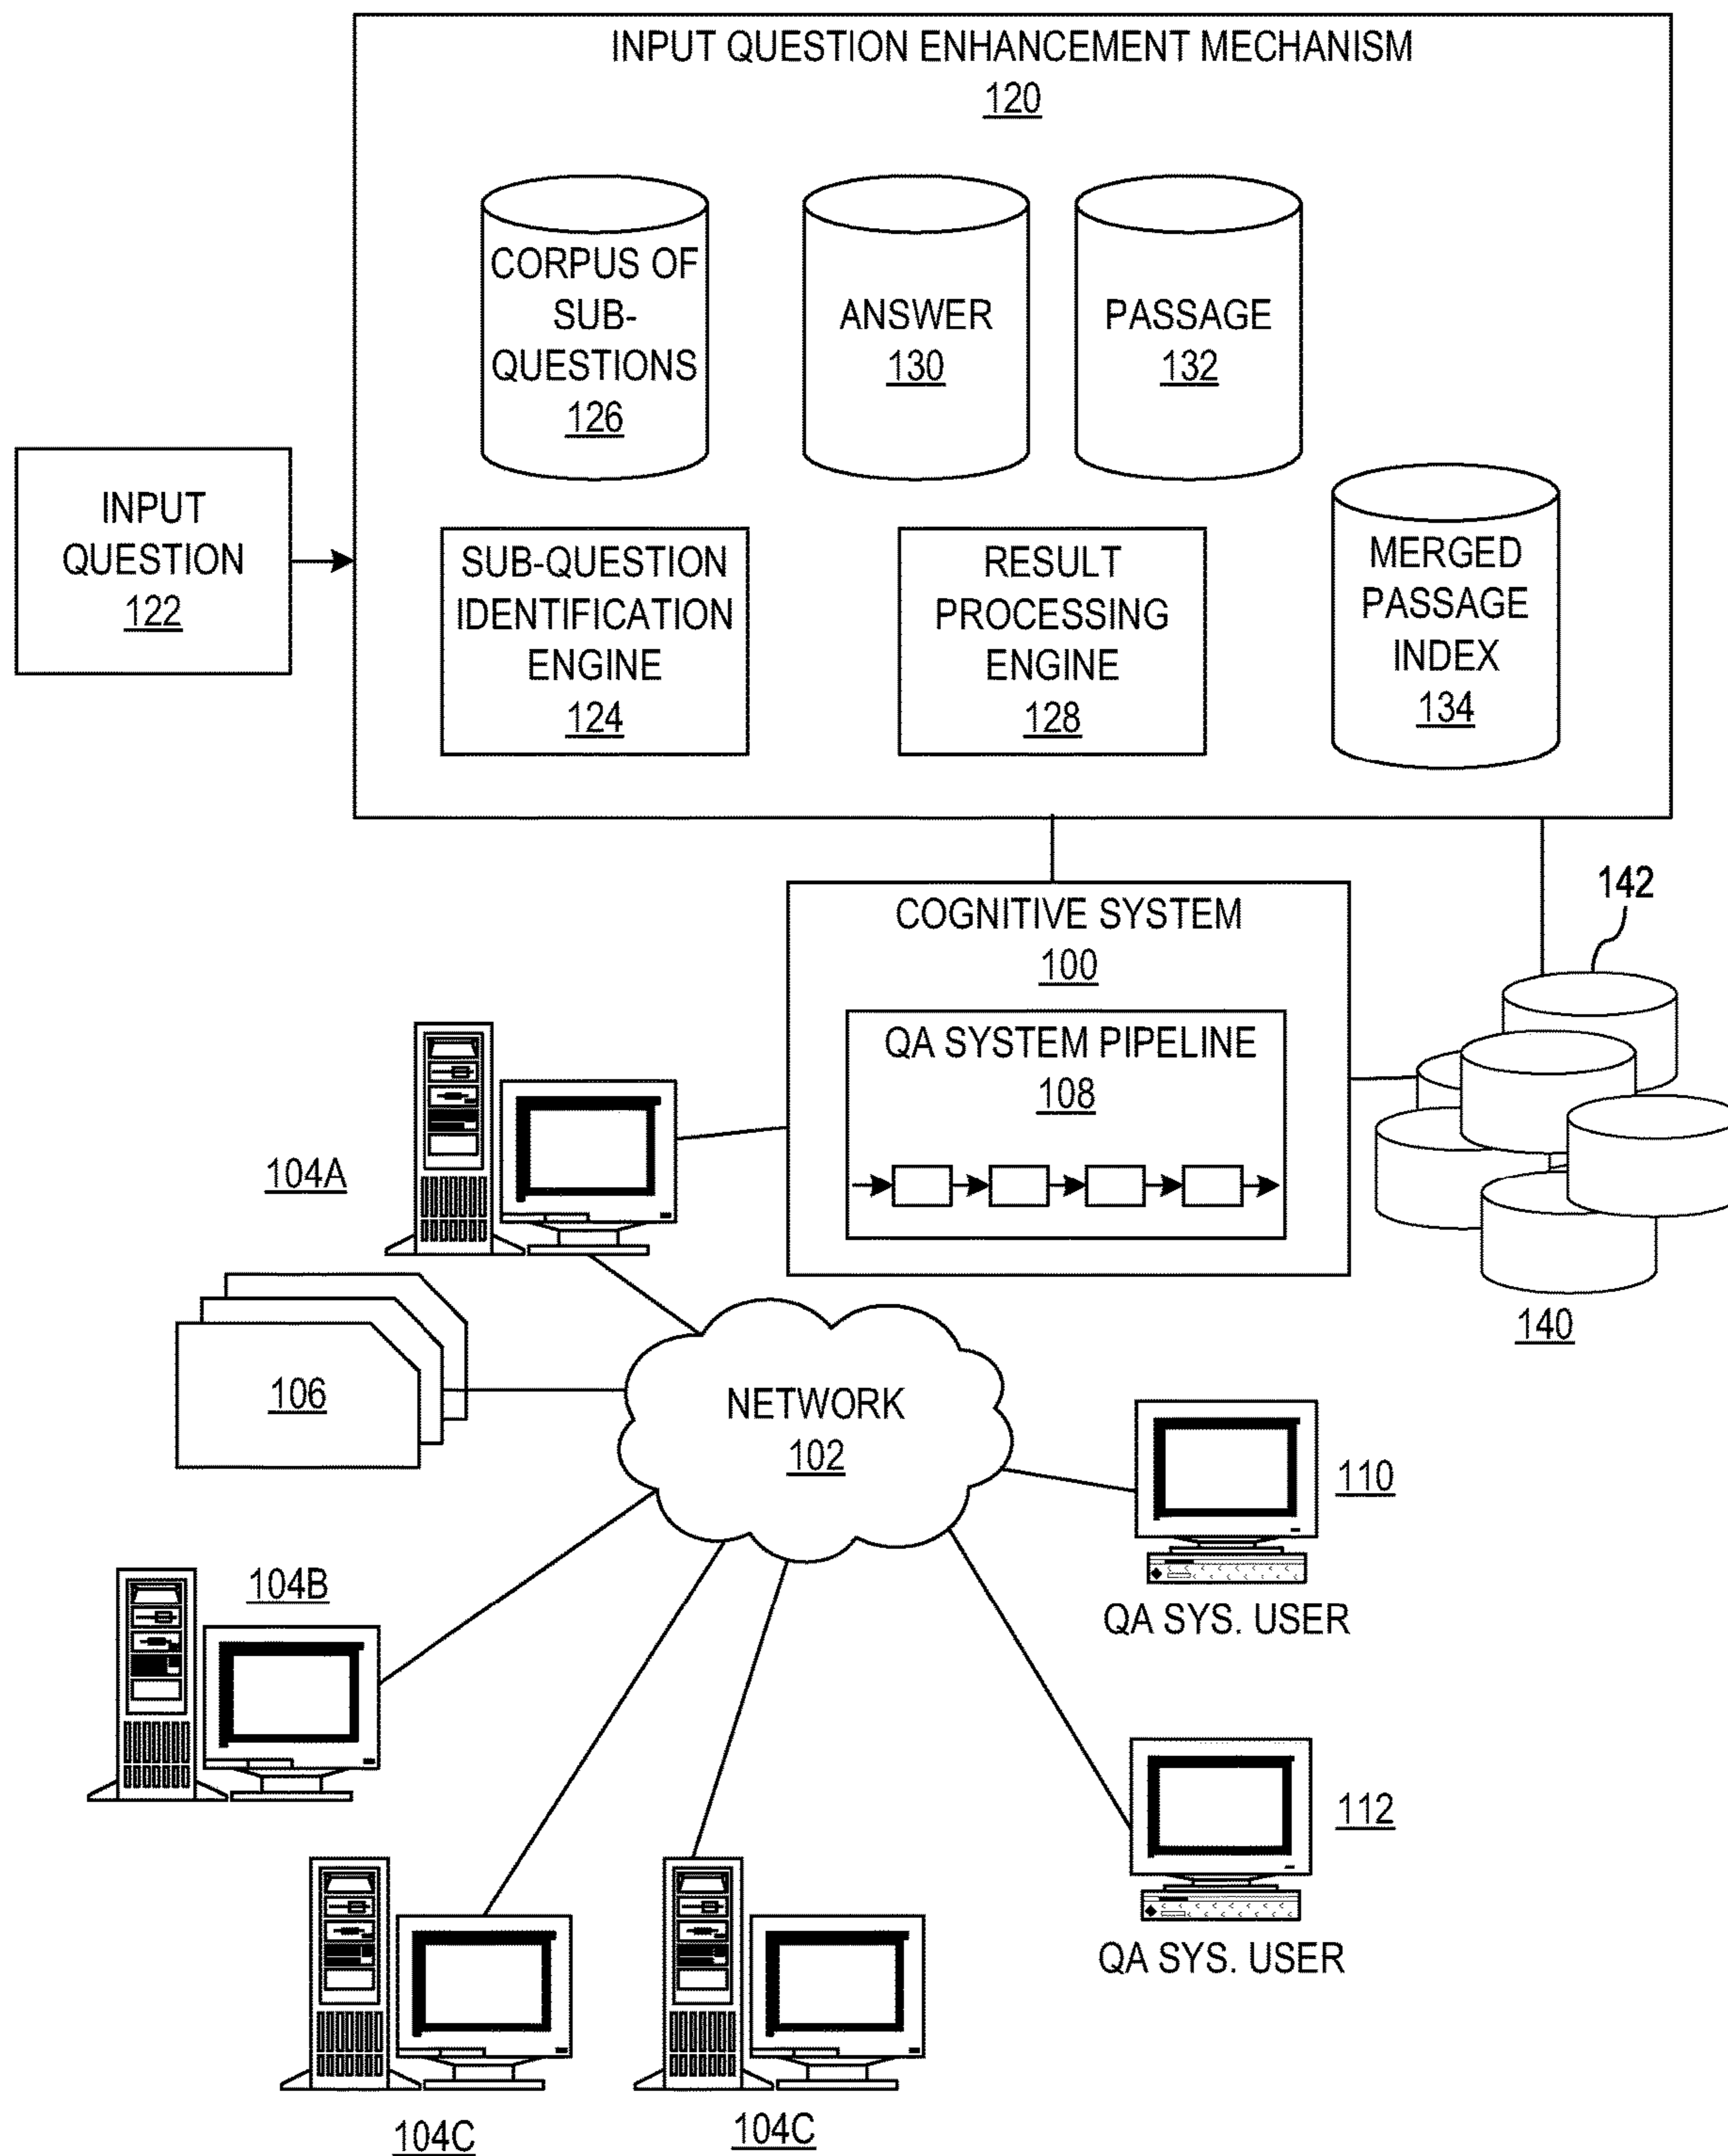 INPUT QUESTION ENHANCEMENT MECHANISM
120
CORPUS OF
SUB-
QUESTIONS
126
ANSWER
130
PASSAGE
132
INPUT
QUESTION
122
SUB-QUESTION
IDENTIFICATION
ENGINE
124
RESULT
PROCESSING
ENGINE
128
MERGED
PASSAGE
INDEX
134
142
COGNITIVE SYSTEM
100
QA SYSTEM PIPELINE
108
104A
140
106
NETWORK
102
110
QA SYS. USER
104B
112
QA SYS. USER
104C
104C